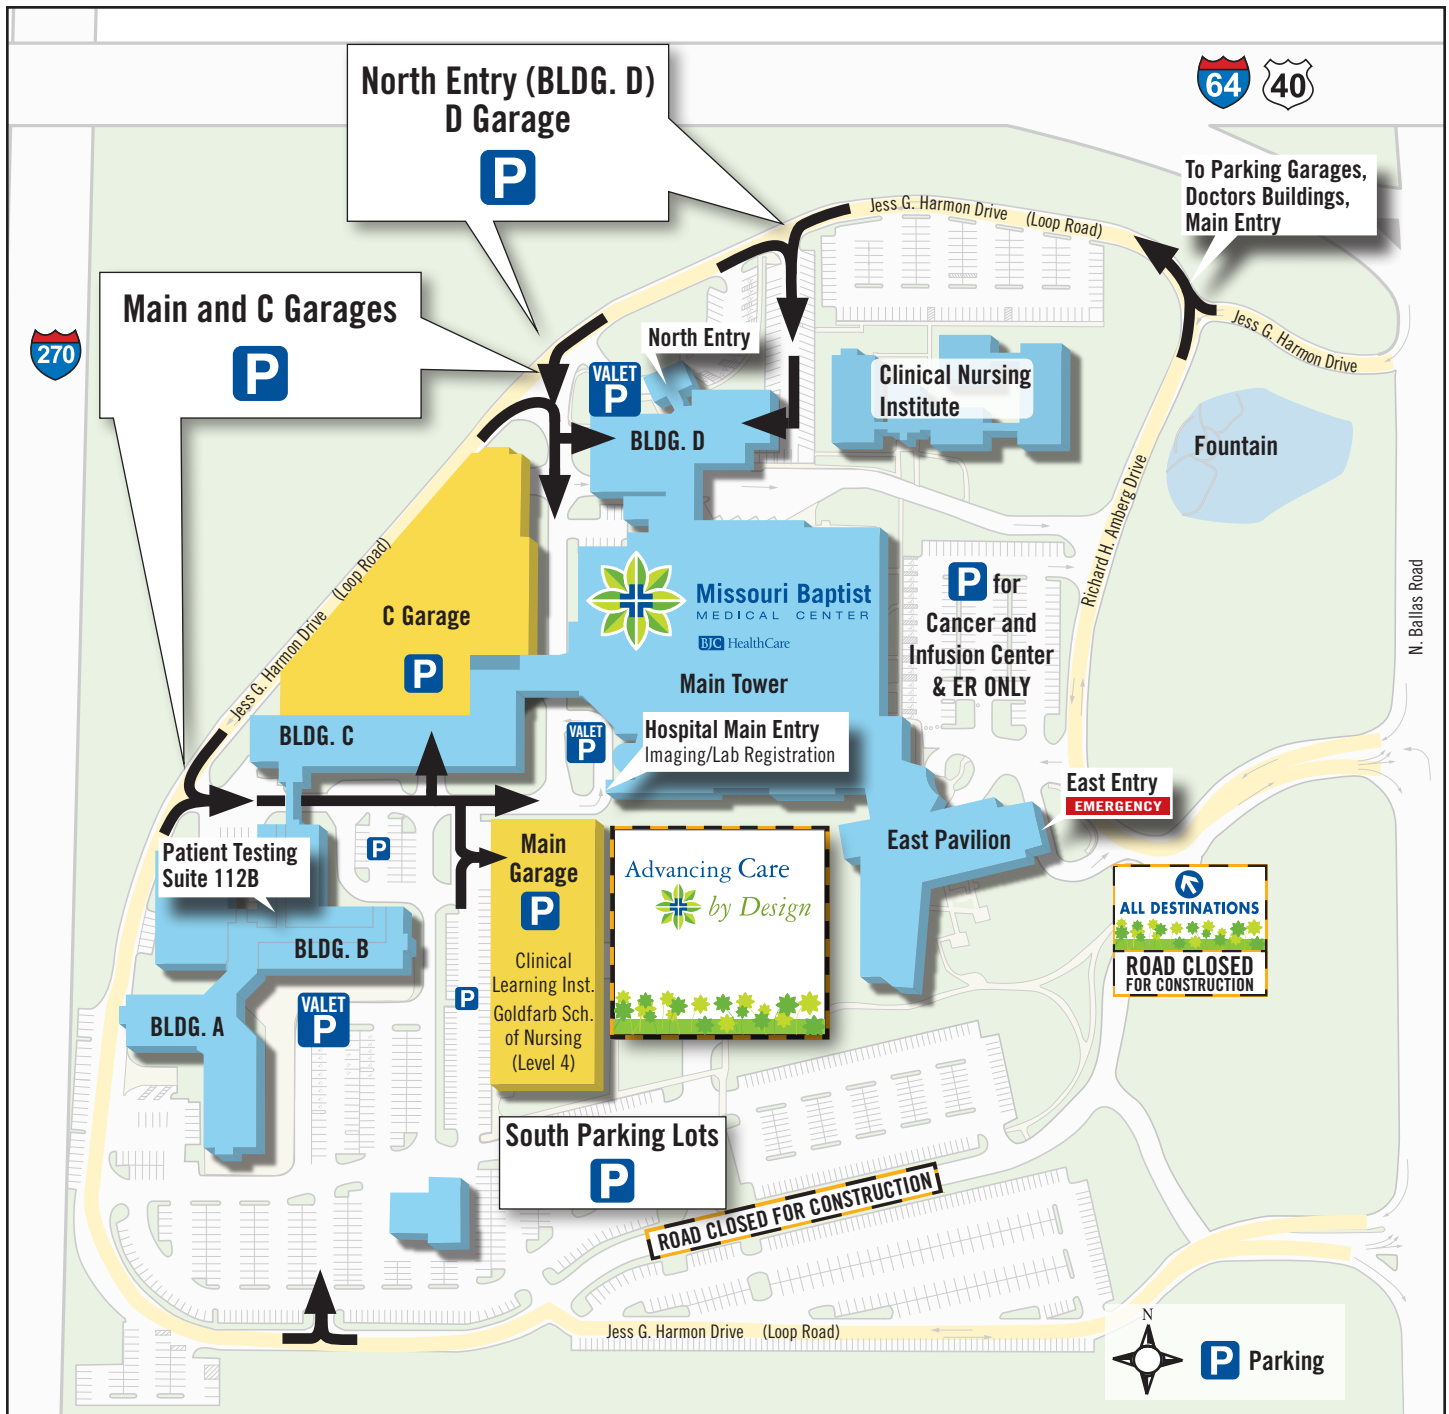 North Entry (BLDG. D)
D Garage
P
64
40
To Parking Garages,
Doctors Buildings,
Main Entry
Jess G. Harmon Drive (Loop Road)
Main and C Garages
P
270
North Entry
VALET
P
BLDG. D
Clinical Nursing
Institute
Jess G. Harmon Drive
Fountain
Richard H. Amberg Drive
N. Ballas Road
Jess G. Harmon Drive (Loop Road)
C Garage
P
Missouri Baptist
MEDICAL CENTER
BJC HealthCare
Main Tower
P for
Cancer and
Infusion Center
& ER ONLY
BLDG. C
VALET
P
Hospital Main Entry
Imaging/Lab Registration
East Entry
EMERGENCY
East Pavilion
Patient Testing
Suite 112B
P
Main
Garage
P
Clinical
Learning Inst.
Goldfarb Sch.
of Nursing
(Level 4)
Advancing Care
by Design
ALL DESTINATIONS
ROAD CLOSED
FOR CONSTRUCTION
BLDG. B
P
VALET
P
BLDG. A
South Parking Lots
P
ROAD CLOSED FOR CONSTRUCTION
Jess G. Harmon Drive (Loop Road)
N
P Parking